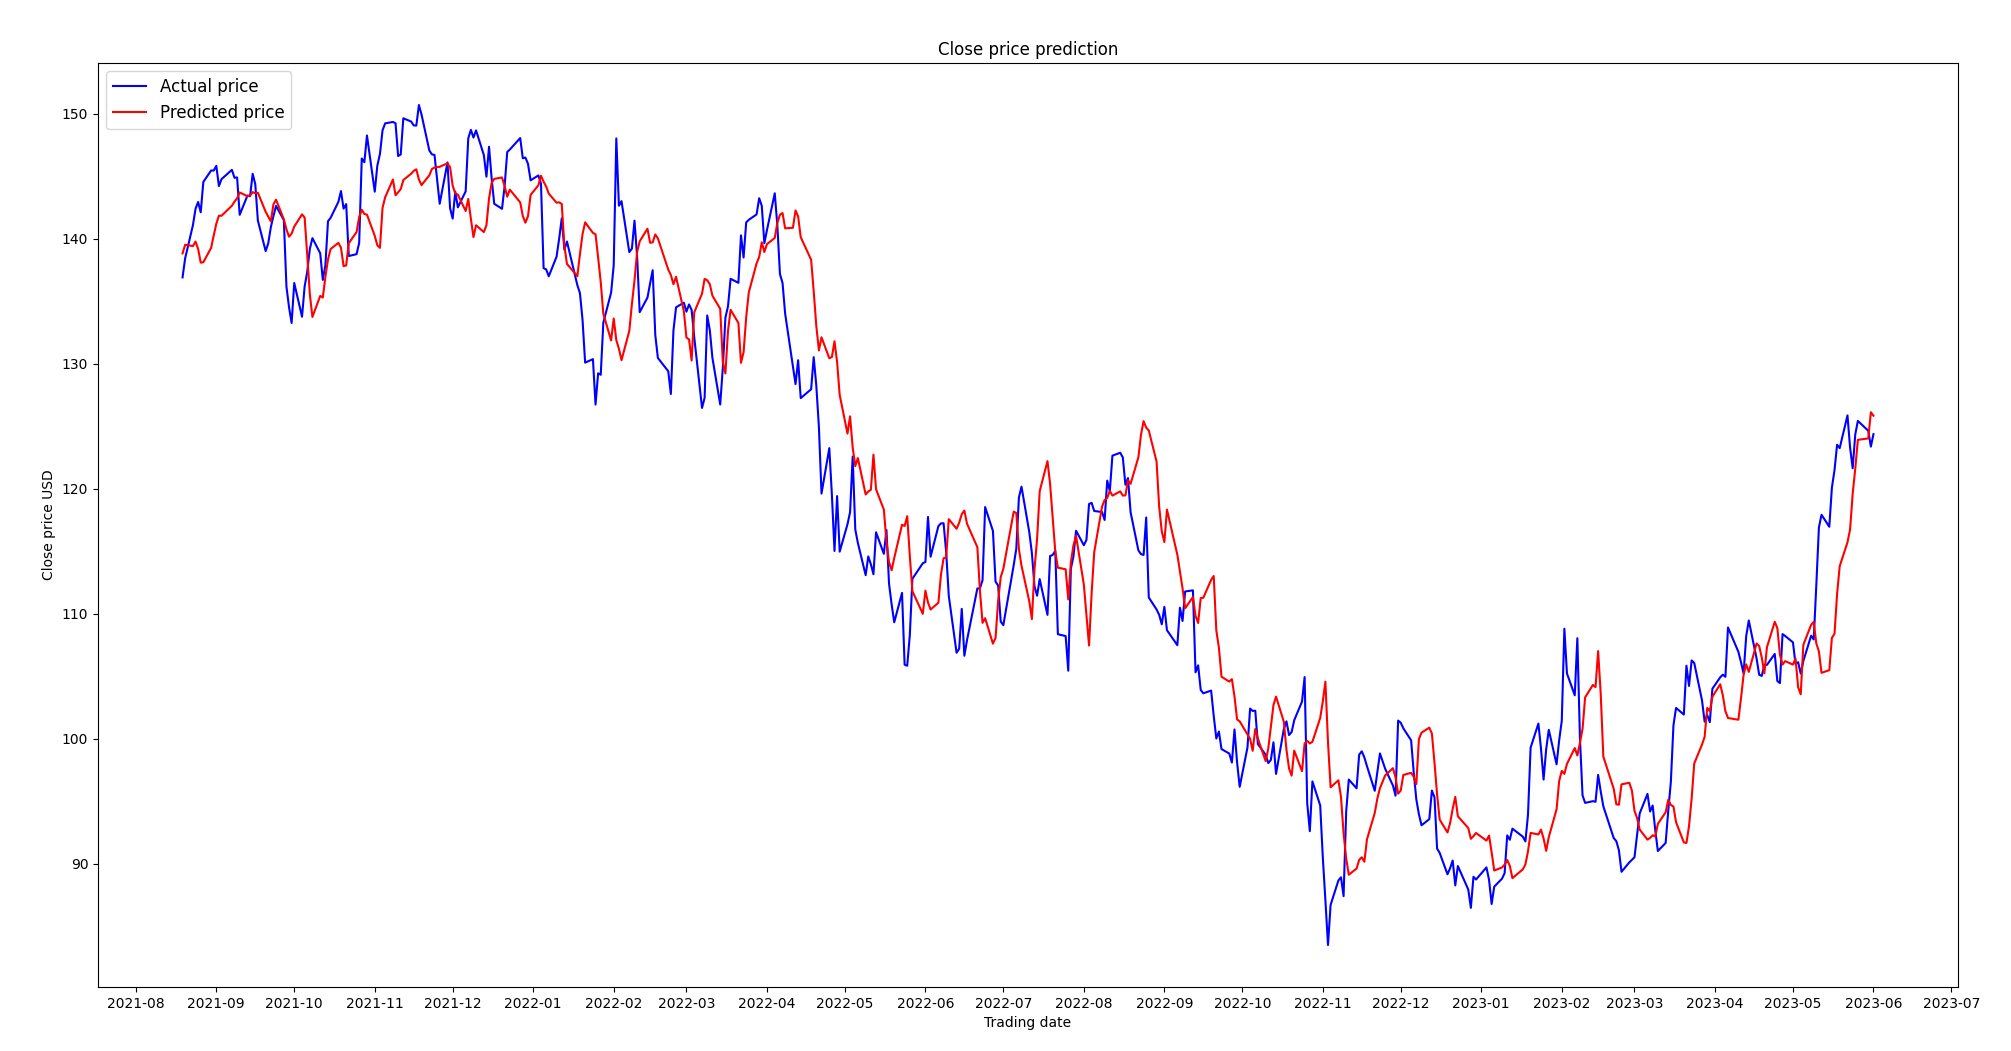 Close price prediction
Actual price
Predicted price
150
140
130
120
110
100
90
Close price USD
2021-08 2021-09 2021-10 2021-11 2021-12 2022-01 2022-02 2022-03 2022-04 2022-05 2022-06 2022-07 2022-08 2022-09 2022-10 2022-11 2022-12 2023-01 2023-02 2023-03 2023-04 2023-05 2023-06 2023-07
Trading date